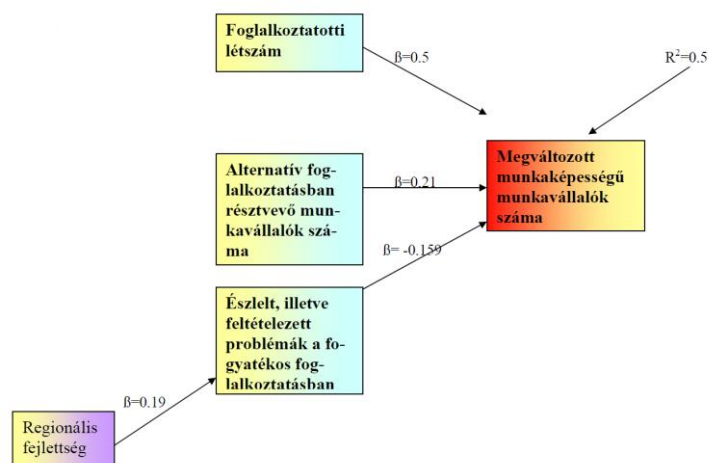 Foglalkoztatotti
létszám
ß=0.5
R²=0.5
Megváltozott
munkaképességű
munkavállalók
száma
Alternatív fog-
lalkoztatásban
résztvevő mun-
kavállalók szá-
ma
ß=0.21
ß= -0.159
Észlelt, illetve
feltételezett
problémák a fo-
gyatékos fog-
lalkoztatásban
ß=0.19
Regionális
fejlettség